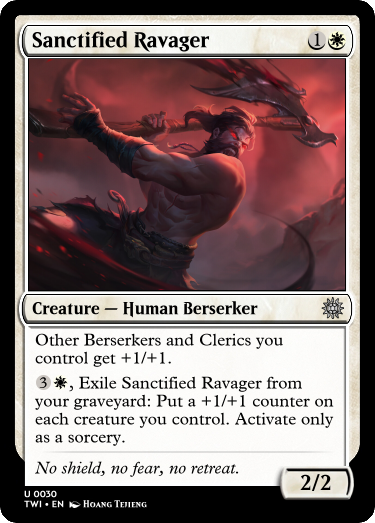 Sanctified Ravager 1
Creature — Human Berserker
Other Berserkers and Clerics you
control get +1/+1.
3, Exile Sanctified Ravager from
your graveyard: Put a +1/+1 counter on
each creature you control. Activate only
as a sorcery.
No shield, no fear, no retreat.
2/2
U 0030
TWI • EN Hoang Tejieng